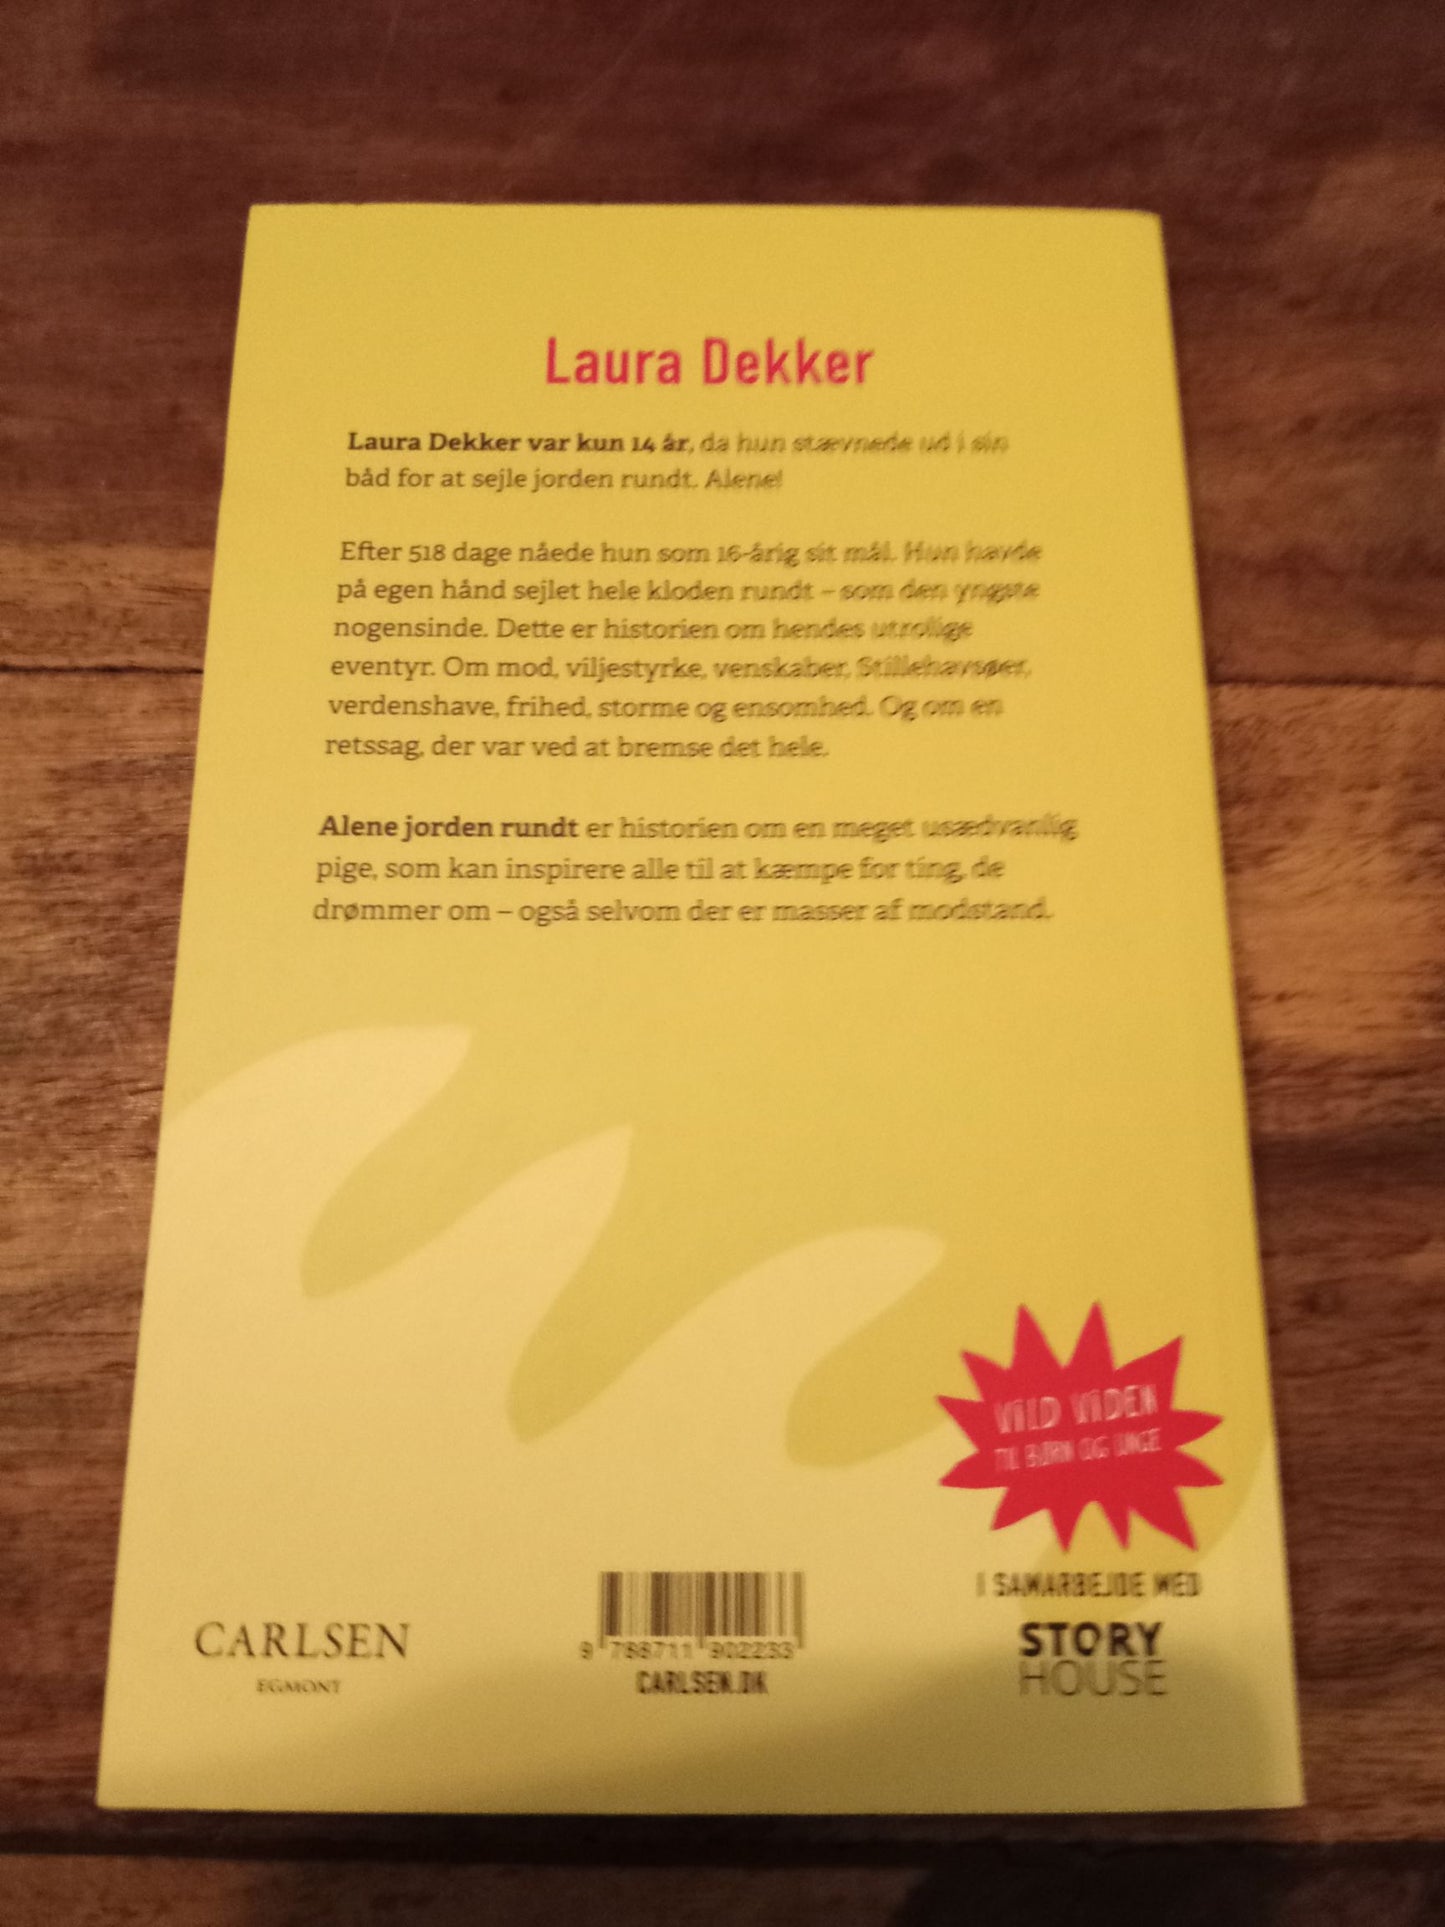 Laura Dekker
Laura Dekker var kun 14 år, da hun stævnede ud i sin
båd for at sejle jorden rundt. Alene!
Efter 518 dage nåede hun som 16-årig sit mål. Hun havde
på egen hånd sejlet hele kloden rundt – som den yngste
nogensinde. Dette er historien om hendes utrolige
eventyr. Om mod, viljestyrke, venskaber, Stillehavsøer,
verdenshave, frihed, storme og ensomhed. Og om en
retssag, der var ved at bremse det hele.
Alene jorden rundt er historien om en meget usædvanlig
pige, som kan inspirere alle til at kæmpe for ting, de
drømmer om – også selvom der er masser af modstand.
VILD VIDEN
TIL BØRN OG UNGE
I SAMARBEJDE MED
STORY
HOUSE
CARLSEN
EGMONT
9 788711 902233
CARLSEN.DK